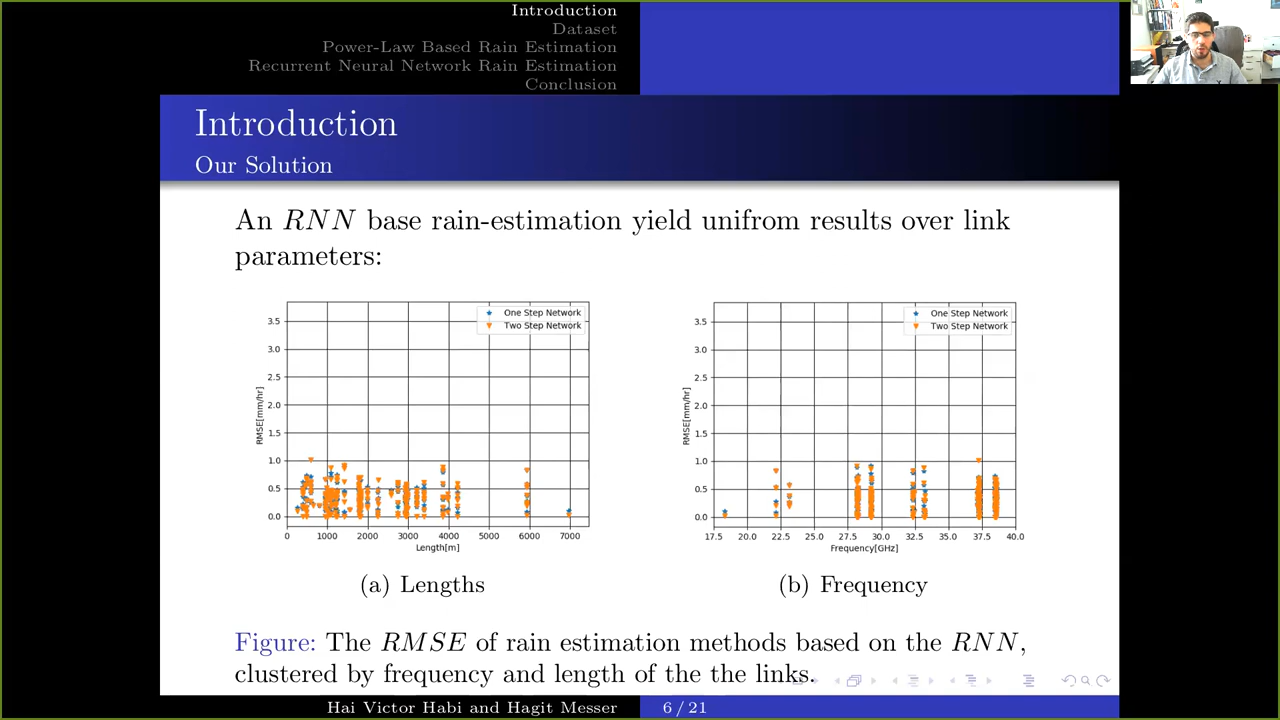 Introduction
Dataset
Power-Law Based Rain Estimation
Recurrent Neural Network Rain Estimation
Conclusion
Introduction
Our Solution
An RNN base rain-estimation yield unifrom results over link
parameters:
One Step Network
Two Step Network
3.5
3.0
2.5
2.0
1.5
1.0
0.5
0.0
RMSE[mm/hr]
0 1000 2000 3000 4000 5000 6000 7000
Length[m]
(a) Lengths
One Step Network
Two Step Network
3.5
3.0
2.5
2.0
1.5
1.0
0.5
0.0
RMSE[mm/hr]
17.5 20.0 22.5 25.0 27.5 30.0 32.5 35.0 37.5 40.0
Frequency[GHz]
(b) Frequency
Figure: The RMSE of rain estimation methods based on the RNN,
clustered by frequency and length of the the links.
Hai Victor Habi and Hagit Messer
6 / 21